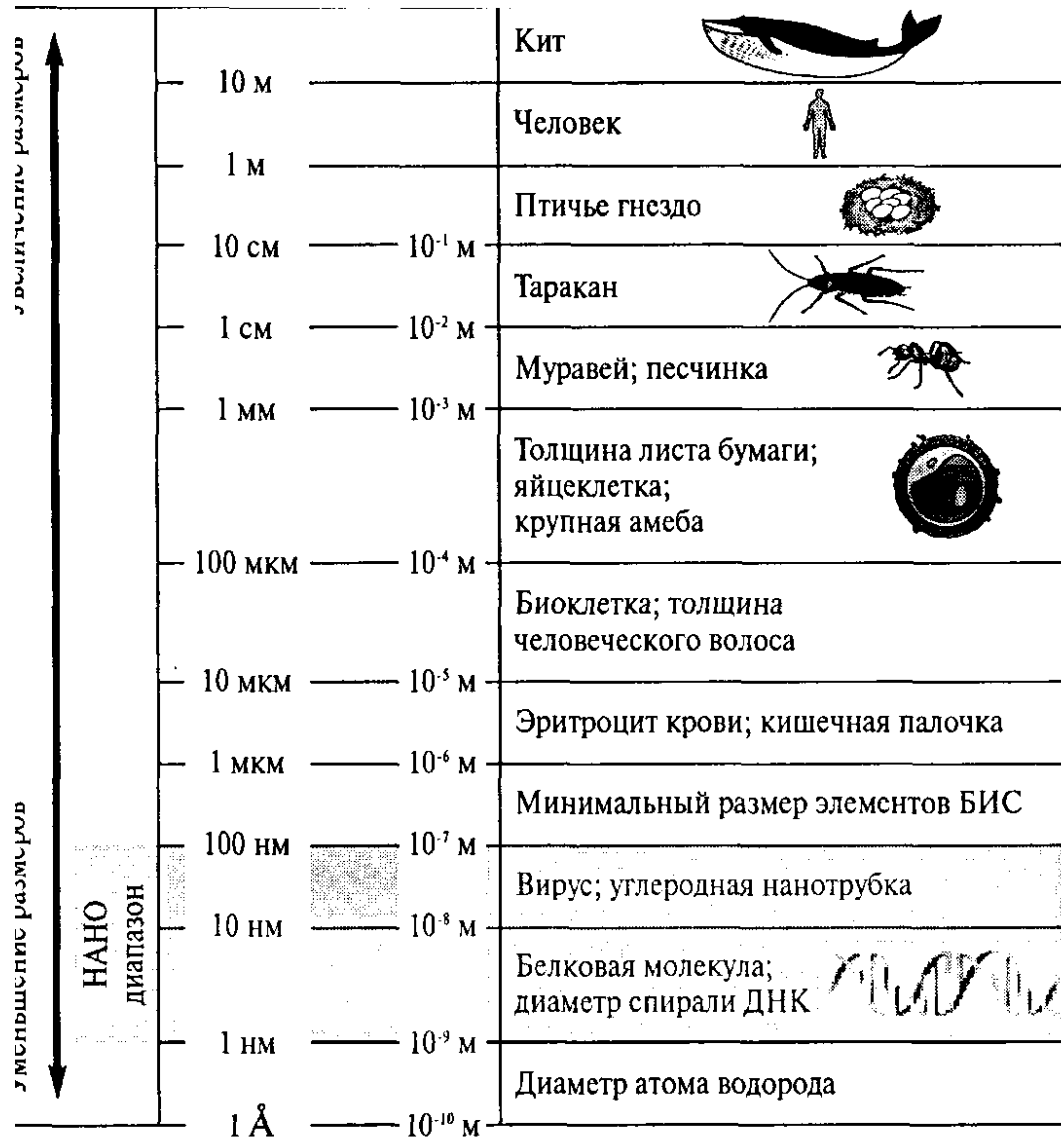 Увеличение размеров
Уменьшение размеров
НАНО
диапазон
Кит
10 м
Человек
1 м
Птичье гнездо
10 см 10⁻¹ м
Таракан
1 см 10⁻² м
Муравей; песчинка
1 мм 10⁻³ м
Толщина листа бумаги;
яйцеклетка;
крупная амеба
100 мкм 10⁻⁴ м
Биоклетка; толщина
человеческого волоса
10 мкм 10⁻⁵ м
Эритроцит крови; кишечная палочка
1 мкм 10⁻⁶ м
Минимальный размер элементов БИС
100 нм 10⁻⁷ м
Вирус; углеродная нанотрубка
10 нм 10⁻⁸ м
Белковая молекула;
диаметр спирали ДНК
1 нм 10⁻⁹ м
Диаметр атома водорода
1 Å 10⁻¹⁰ м